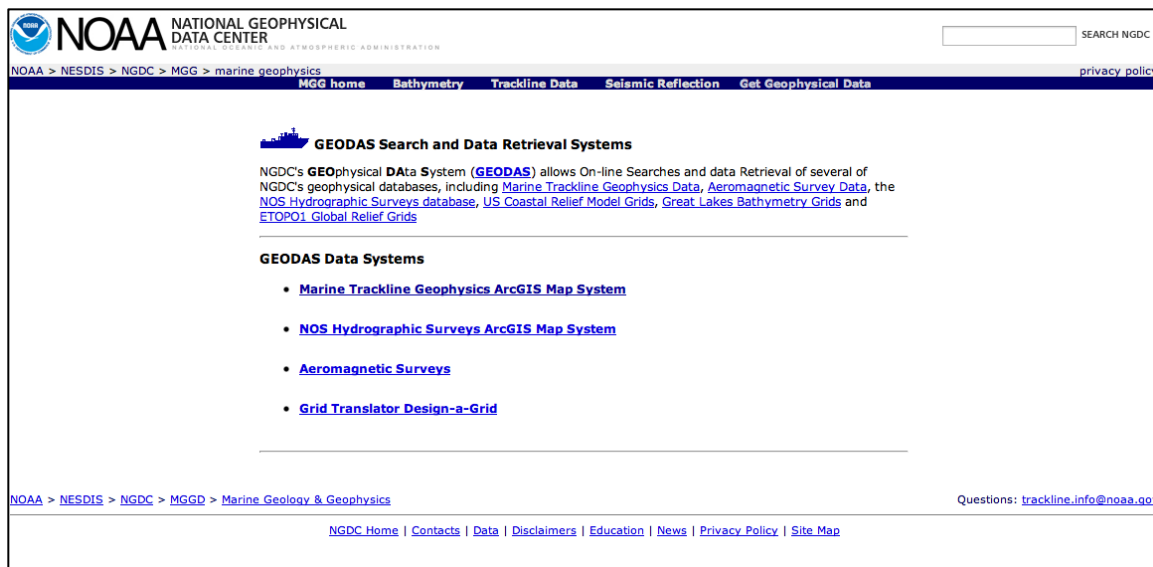 NOAA NATIONAL GEOPHYSICAL
DATA CENTER
NATIONAL OCEANIC AND ATMOSPHERIC ADMINISTRATION
SEARCH NGDC
NOAA > NESDIS > NGDC > MGG > marine geophysics privacy policy
MGG home Bathymetry Trackline Data Seismic Reflection Get Geophysical Data
GEODAS Search and Data Retrieval Systems
NGDC's GEOphysical DAta System (GEODAS) allows On-line Searches and data Retrieval of several of
NGDC's geophysical databases, including Marine Trackline Geophysics Data, Aeromagnetic Survey Data, the
NOS Hydrographic Surveys database, US Coastal Relief Model Grids, Great Lakes Bathymetry Grids and
ETOPO1 Global Relief Grids
GEODAS Data Systems
• Marine Trackline Geophysics ArcGIS Map System
• NOS Hydrographic Surveys ArcGIS Map System
• Aeromagnetic Surveys
• Grid Translator Design-a-Grid
NOAA > NESDIS > NGDC > MGGD > Marine Geology & Geophysics Questions: trackline.info@noaa.go
NGDC Home | Contacts | Data | Disclaimers | Education | News | Privacy Policy | Site Map